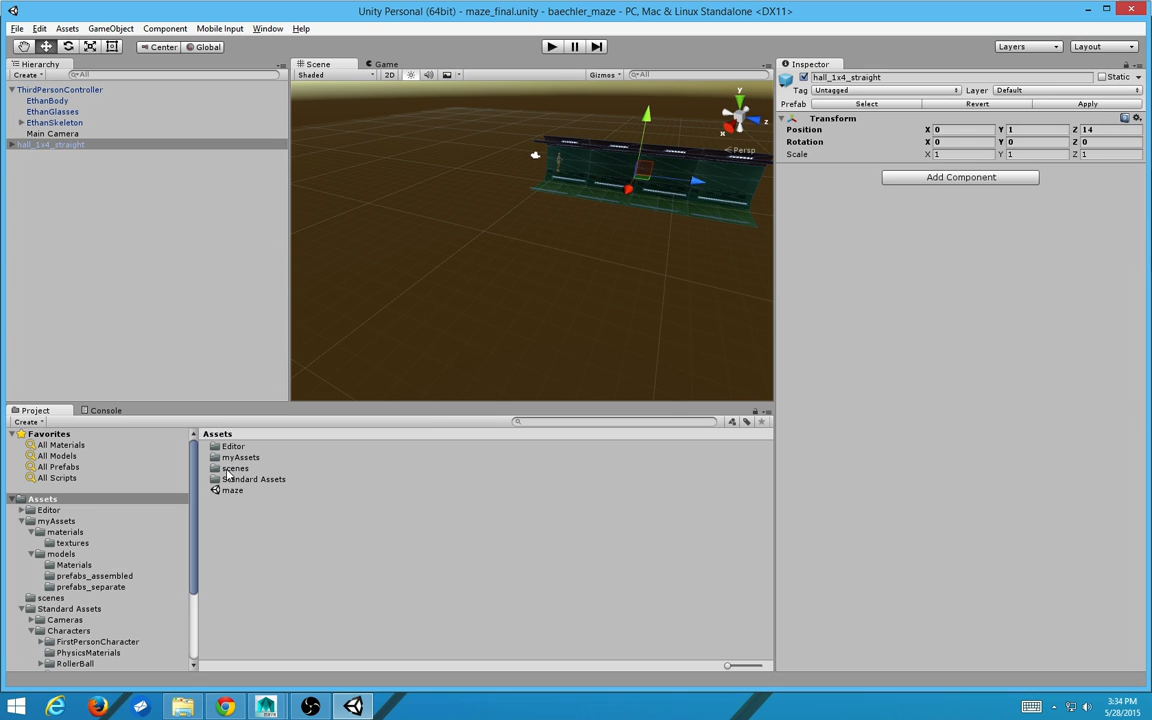 Unity Personal (64bit) - maze_final.unity - baechler_maze - PC, Mac & Linux Standalone <DX11>
File Edit Assets GameObject Component Mobile Input Window Help
Center Global Layers Layout
Hierarchy
Create All
ThirdPersonController
EthanBody
EthanGlasses
EthanSkeleton
Main Camera
hall_1x4_straight
Scene Game
Shaded 2D Gizmos All
y
x
z
Persp
Inspector
hall_1x4_straight Static
Tag Untagged Layer Default
Prefab Select Revert Apply
Transform
Position X 0 Y 1 Z 14
Rotation X 0 Y 0 Z 0
Scale X 1 Y 1 Z 1
Add Component
Project Console
Create
Favorites
All Materials
All Models
All Prefabs
All Scripts
Assets
Editor
myAssets
materials
textures
models
Materials
prefabs_assembled
prefabs_separate
scenes
Standard Assets
Cameras
Characters
FirstPersonCharacter
PhysicsMaterials
RollerBall
Assets
Editor
myAssets
scenes
Standard Assets
maze
3:34 PM
5/28/2015